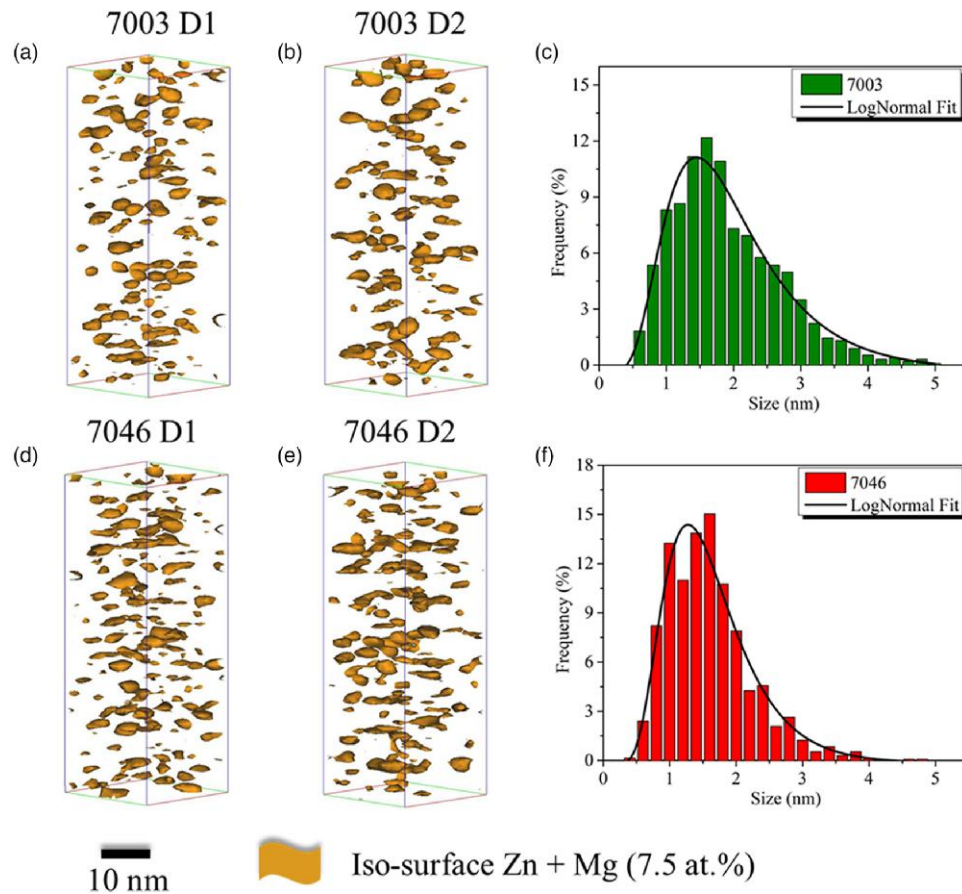 7003 D1
7003 D2
(a)
(b)
(c)
15
12
9
6
3
0
Frequency (%)
7003
LogNormal Fit
0 1 2 3 4 5
Size (nm)
7046 D1
7046 D2
(d)
(e)
(f)
18
15
12
9
6
3
0
Frequency (%)
7046
LogNormal Fit
0 1 2 3 4 5
Size (nm)
10 nm
Iso-surface Zn + Mg (7.5 at.%)